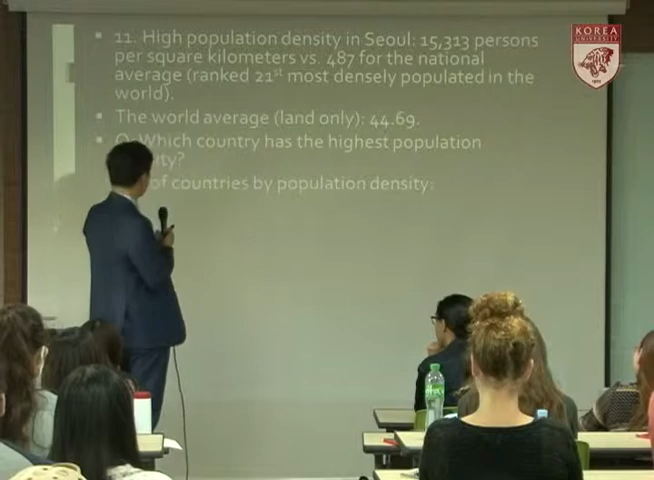 KOREA
UNIVERSITY
11. High population density in Seoul: 15,313 persons
per square kilometers vs. 487 for the national
average (ranked 21st most densely populated in the
world).
The world average (land only): 44.69.
Q: Which country has the highest population
ity?
of countries by population density: